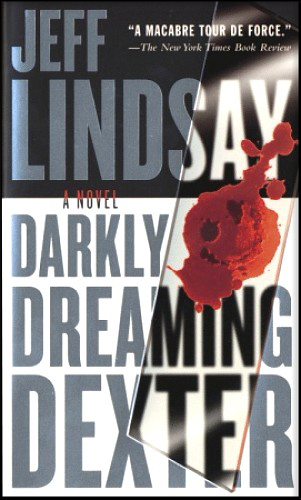 JEFF
"A MACABRE TOUR DE FORCE."
—The New York Times Book Review
LINDSAY
A NOVEL
DARKLY
DREAMING
DEXTER